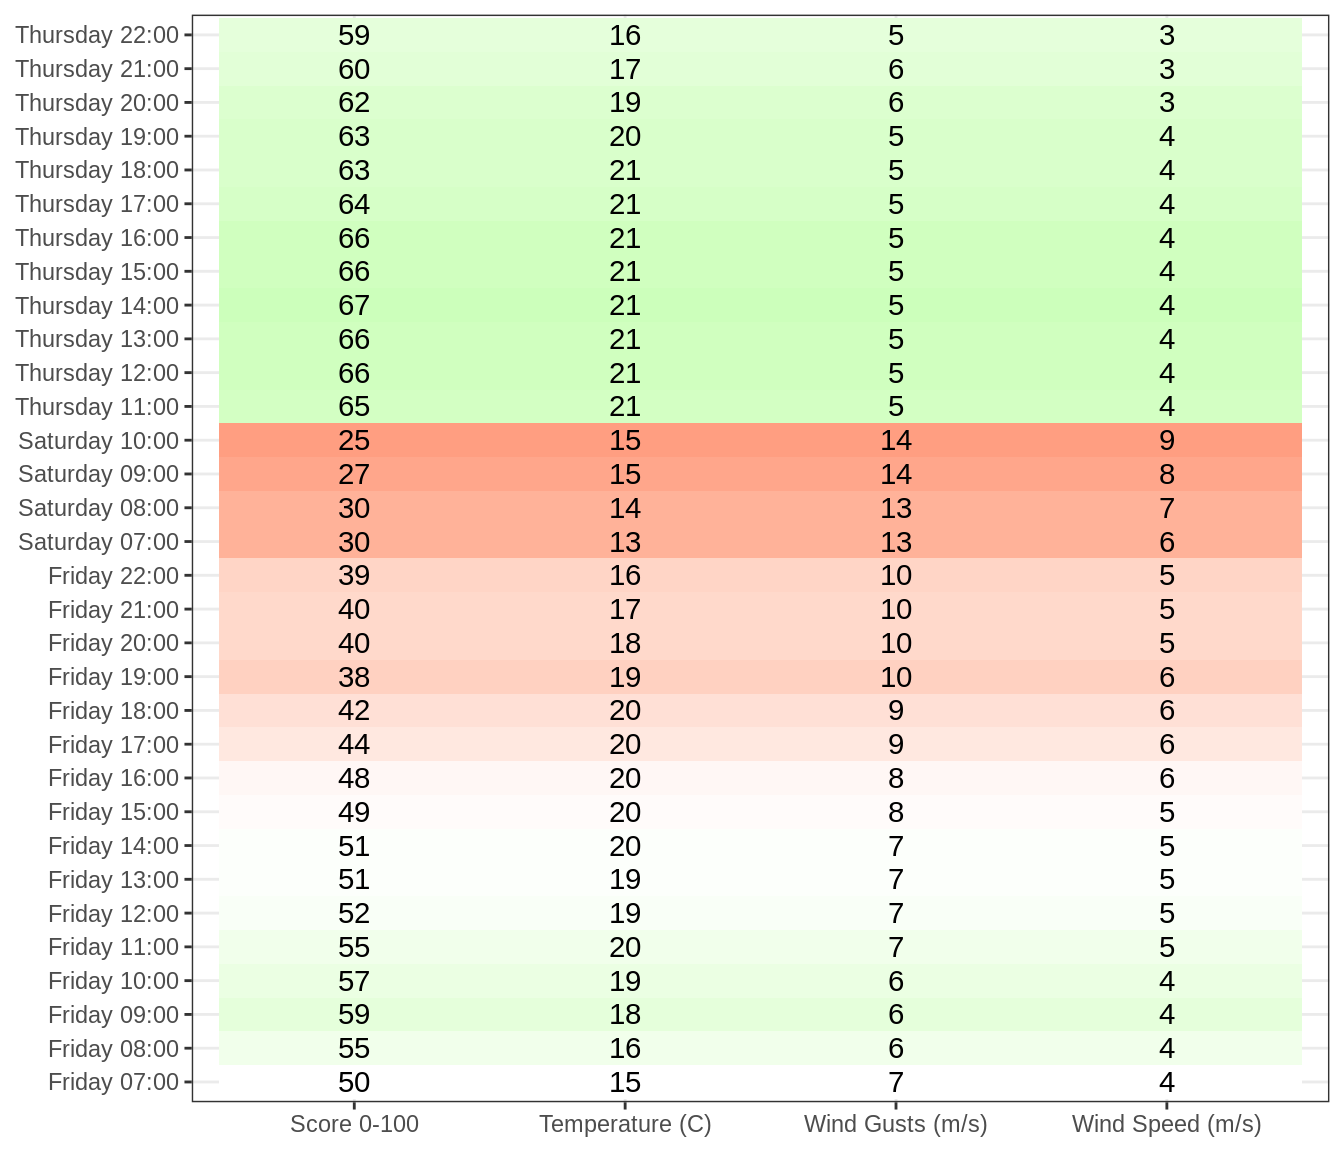 Thursday 22:00 59 16 5 3
Thursday 21:00 60 17 6 3
Thursday 20:00 62 19 6 3
Thursday 19:00 63 20 5 4
Thursday 18:00 63 21 5 4
Thursday 17:00 64 21 5 4
Thursday 16:00 66 21 5 4
Thursday 15:00 66 21 5 4
Thursday 14:00 67 21 5 4
Thursday 13:00 66 21 5 4
Thursday 12:00 66 21 5 4
Thursday 11:00 65 21 5 4
Saturday 10:00 25 15 14 9
Saturday 09:00 27 15 14 8
Saturday 08:00 30 14 13 7
Saturday 07:00 30 13 13 6
Friday 22:00 39 16 10 5
Friday 21:00 40 17 10 5
Friday 20:00 40 18 10 5
Friday 19:00 38 19 10 6
Friday 18:00 42 20 9 6
Friday 17:00 44 20 9 6
Friday 16:00 48 20 8 6
Friday 15:00 49 20 8 5
Friday 14:00 51 20 7 5
Friday 13:00 51 19 7 5
Friday 12:00 52 19 7 5
Friday 11:00 55 20 7 5
Friday 10:00 57 19 6 4
Friday 09:00 59 18 6 4
Friday 08:00 55 16 6 4
Friday 07:00 50 15 7 4
Score 0-100 Temperature (C) Wind Gusts (m/s) Wind Speed (m/s)